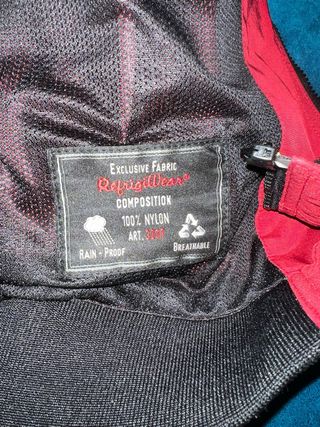 Exclusive Fabric
RefrigiWear®
COMPOSITION
100% NYLON
ART.
Rain - Proof
Breathable